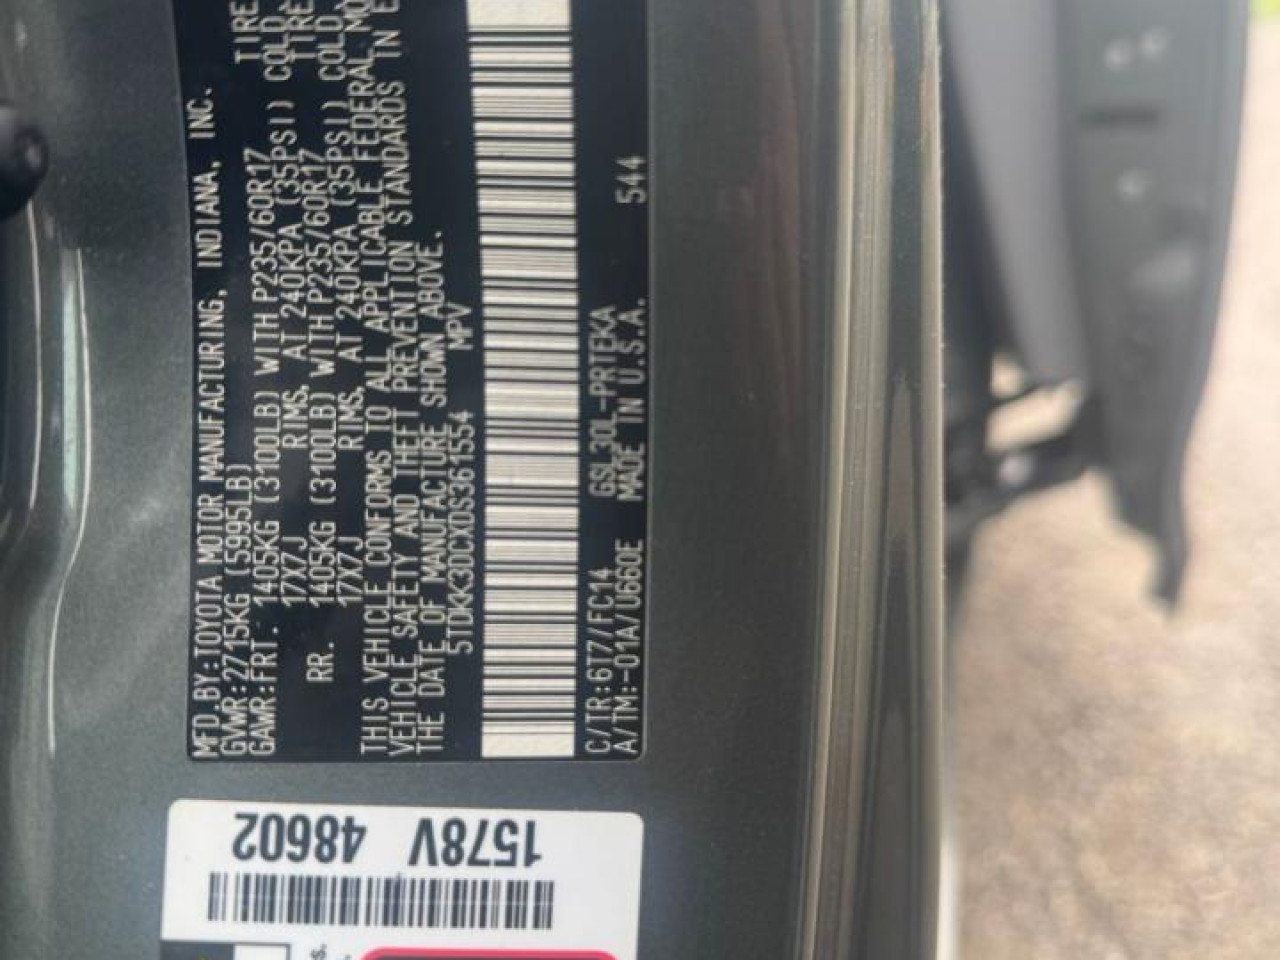 MFD.BY:TOYOTA MOTOR MANUFACTURING, INDIANA, INC.
GVWR:2715KG (5995LB)
GAWR:FRT. 1405KG (3100LB) WITH P235/60R17 TIRE
17X7J RIMS, AT 240KPA (35PSI) COLD
RR. 1405KG (3100LB) WITH P235/60R17 TIRE
17X7J RIMS, AT 240KPA (35PSI) COLD
THIS VEHICLE CONFORMS TO ALL APPLICABLE FEDERAL MO
VEHICLE SAFETY AND THEFT PREVENTION STANDARDS IN E
THE DATE OF MANUFACTURE SHOWN ABOVE.
5TDKK3DCXDS361554 MPV
C/TR:6T7/FC14 GSL30L-PRTEKA
A/TM:-01A/U660E MADE IN U.S.A. 544
1578V 48602